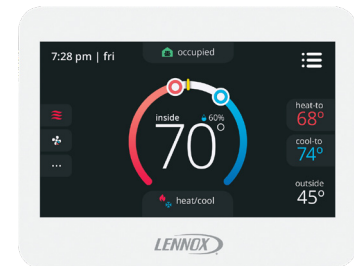 7:28 pm | fri
occupied
inside
60%
70°
heat-to
68°
cool-to
74°
outside
45°
...
heat/cool
LENNOX